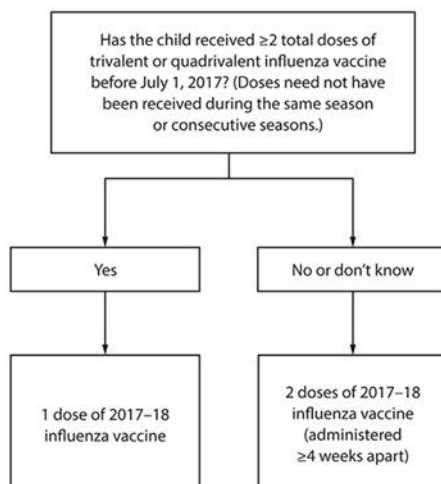 Has the child received ≥2 total doses of
trivalent or quadrivalent influenza vaccine
before July 1, 2017? (Doses need not have
been received during the same season
or consecutive seasons.)
Yes
No or don’t know
1 dose of 2017–18
influenza vaccine
2 doses of 2017–18
influenza vaccine
(administered
≥4 weeks apart)